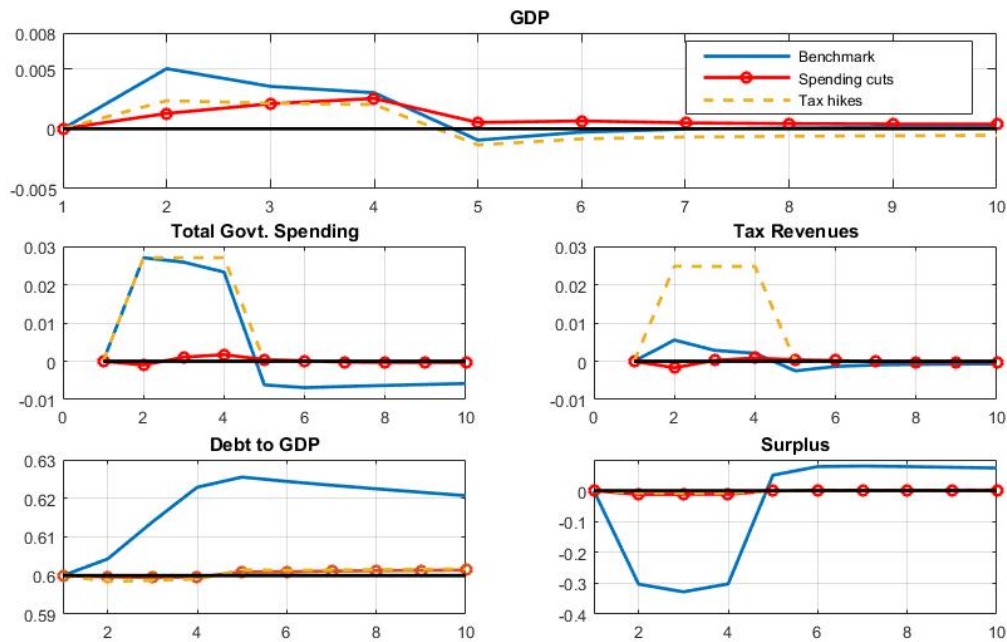 GDP
0.008
0.005
0
-0.005
1 2 3 4 5 6 7 8 9 10
Benchmark
Spending cuts
Tax hikes
Total Govt. Spending
0.03
0.02
0.01
0
-0.01
0 2 4 6 8 10
Tax Revenues
0.03
0.02
0.01
0
-0.01
0 2 4 6 8 10
Debt to GDP
0.63
0.62
0.61
0.60
0.59
2 4 6 8 10
Surplus
0
-0.1
-0.2
-0.3
-0.4
2 4 6 8 10